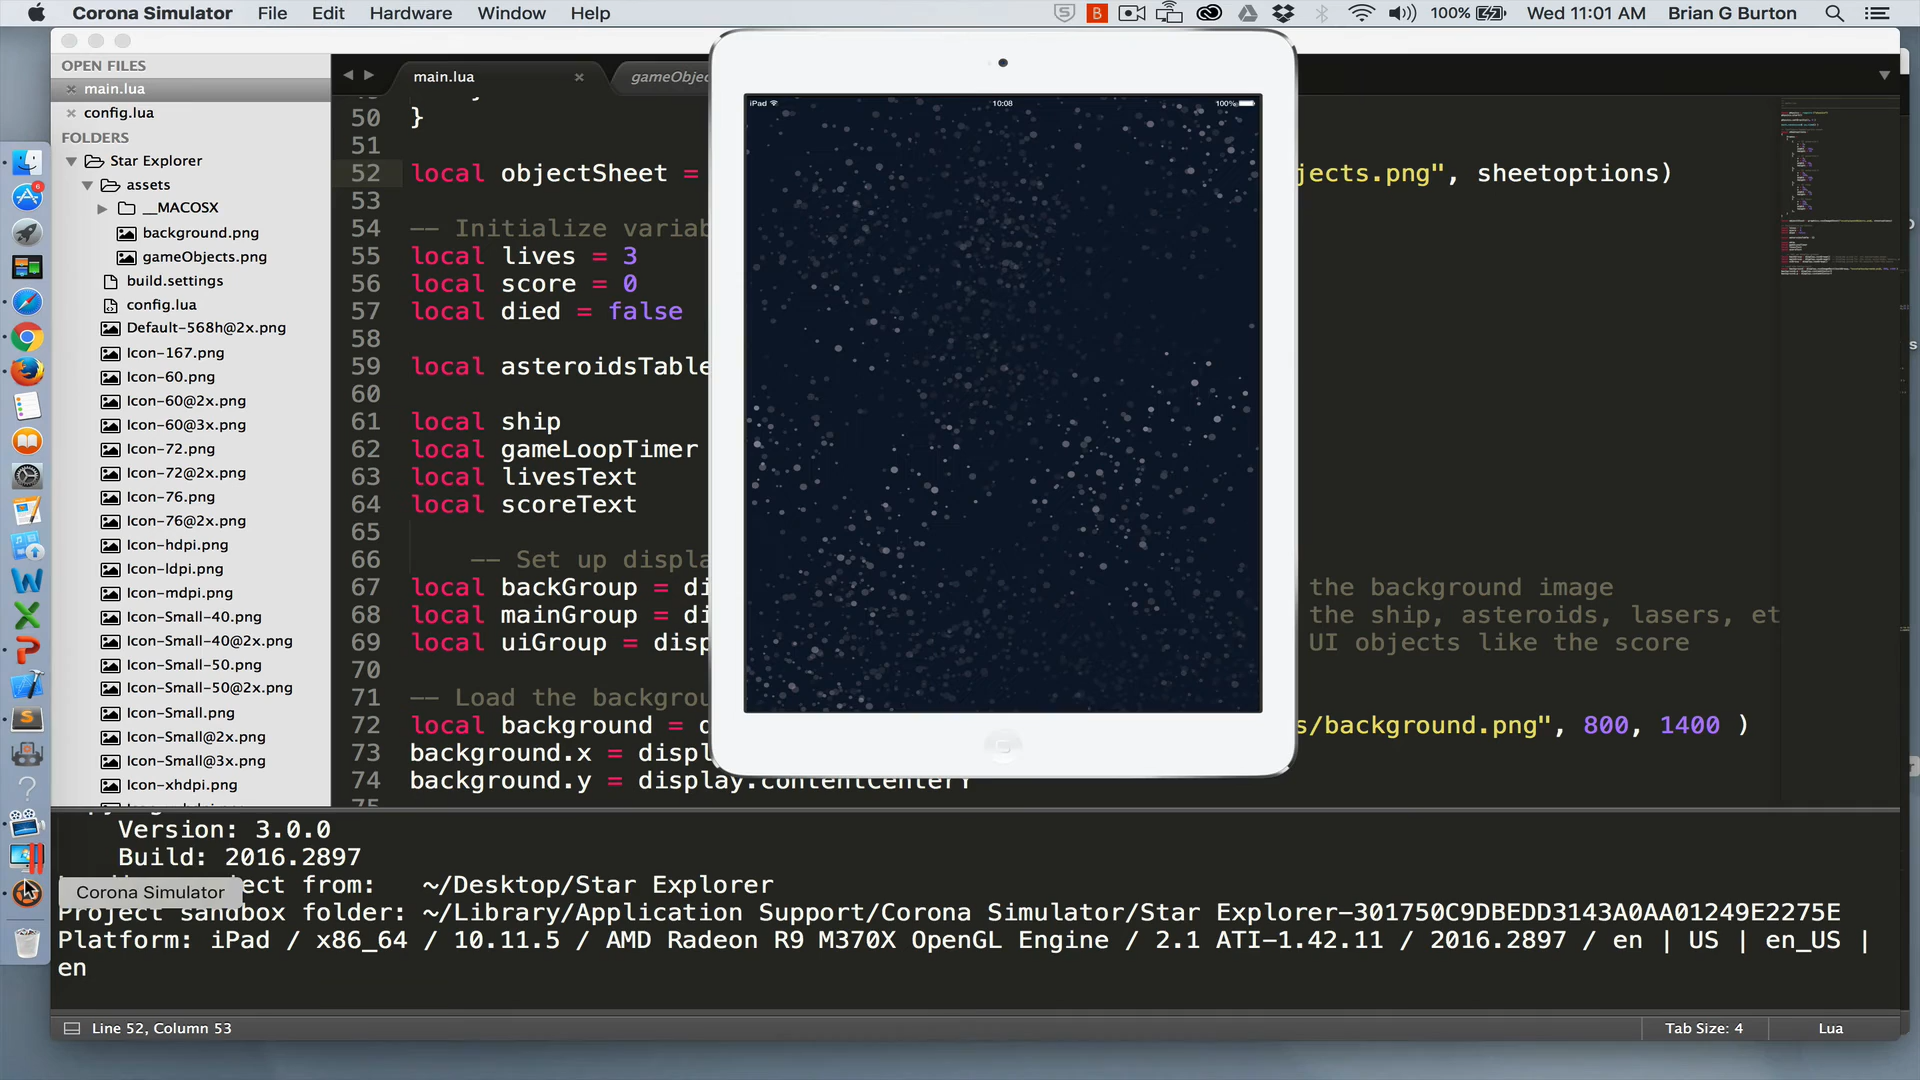 Corona Simulator File Edit Hardware Window Help 100% Wed 11:01 AM Brian G Burton
OPEN FILES
main.lua
config.lua
FOLDERS
Star Explorer
assets
__MACOSX
background.png
gameObjects.png
build.settings
config.lua
Default-568h@2x.png
Icon-167.png
Icon-60.png
Icon-60@2x.png
Icon-60@3x.png
Icon-72.png
Icon-72@2x.png
Icon-76.png
Icon-76@2x.png
Icon-hdpi.png
Icon-ldpi.png
Icon-mdpi.png
Icon-Small-40.png
Icon-Small-40@2x.png
Icon-Small-50.png
Icon-Small-50@2x.png
Icon-Small.png
Icon-Small@2x.png
Icon-Small@3x.png
Icon-xhdpi.png
main.lua gameObjec
50 }
51
52 local objectSheet = jects.png", sheetoptions)
53
54 -- Initialize variab
55 local lives = 3
56 local score = 0
57 local died = false
58
59 local asteroidsTable
60
61 local ship
62 local gameLoopTimer
63 local livesText
64 local scoreText
65
66 -- Set up displa
67 local backGroup = di the background image
68 local mainGroup = di the ship, asteroids, lasers, et
69 local uiGroup = disp UI objects like the score
70
71 -- Load the backgrou
72 local background = d s/background.png", 800, 1400 )
73 background.x = displ
74 background.y = display.contentCenterY
75
iPad 10:08 100%
Version: 3.0.0
Build: 2016.2897
ject from: ~/Desktop/Star Explorer
Corona Simulator
Project sandbox folder: ~/Library/Application Support/Corona Simulator/Star Explorer-301750C9DBEDD3143A0AA01249E2275E
Platform: iPad / x86_64 / 10.11.5 / AMD Radeon R9 M370X OpenGL Engine / 2.1 ATI-1.42.11 / 2016.2897 / en | US | en_US |
en
Line 52, Column 53 Tab Size: 4 Lua